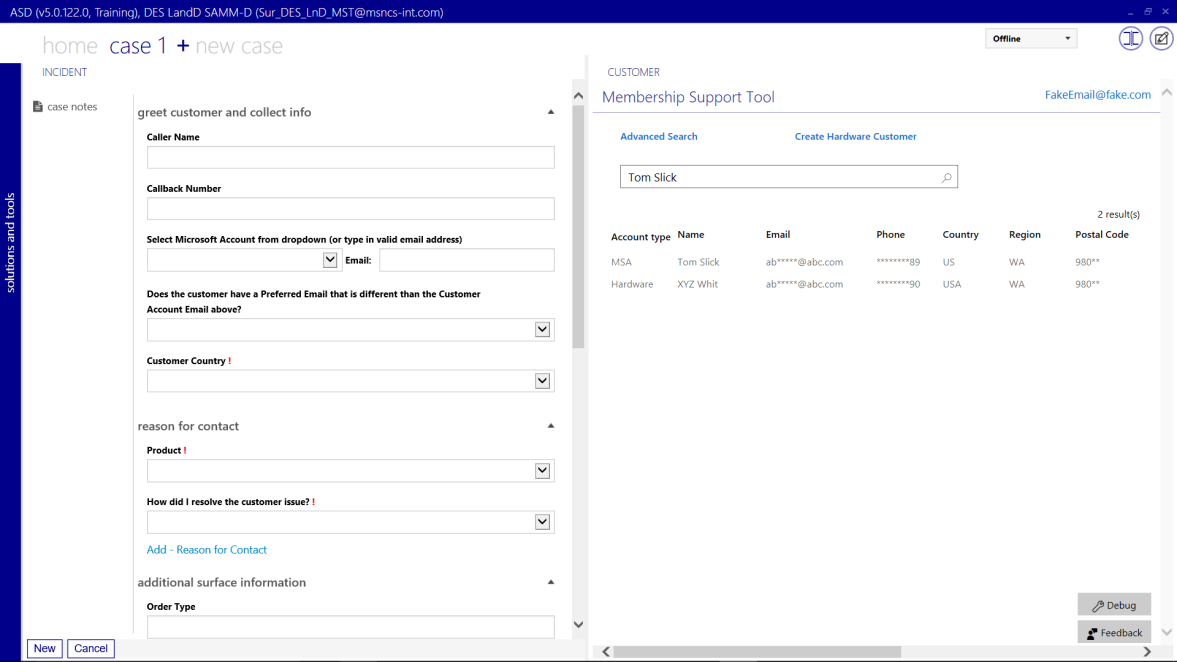 ASD (v5.0.122.0, Training), DES LandD SAMM-D (Sur_DES_LnD_MST@msncs-int.com)
home case 1 + new case
Offline
solutions and tools
INCIDENT
case notes
greet customer and collect info
Caller Name
Callback Number
Select Microsoft Account from dropdown (or type in valid email address)
Email:
Does the customer have a Preferred Email that is different than the Customer
Account Email above?
Customer Country !
reason for contact
Product !
How did I resolve the customer issue? !
Add - Reason for Contact
additional surface information
Order Type
New Cancel
CUSTOMER
Membership Support Tool FakeEmail@fake.com
Advanced Search Create Hardware Customer
Tom Slick
2 result(s)
Account type Name Email Phone Country Region Postal Code
MSA Tom Slick ab*****@abc.com ********89 US WA 980**
Hardware XYZ Whit ab*****@abc.com ********90 USA WA 980**
Debug
Feedback